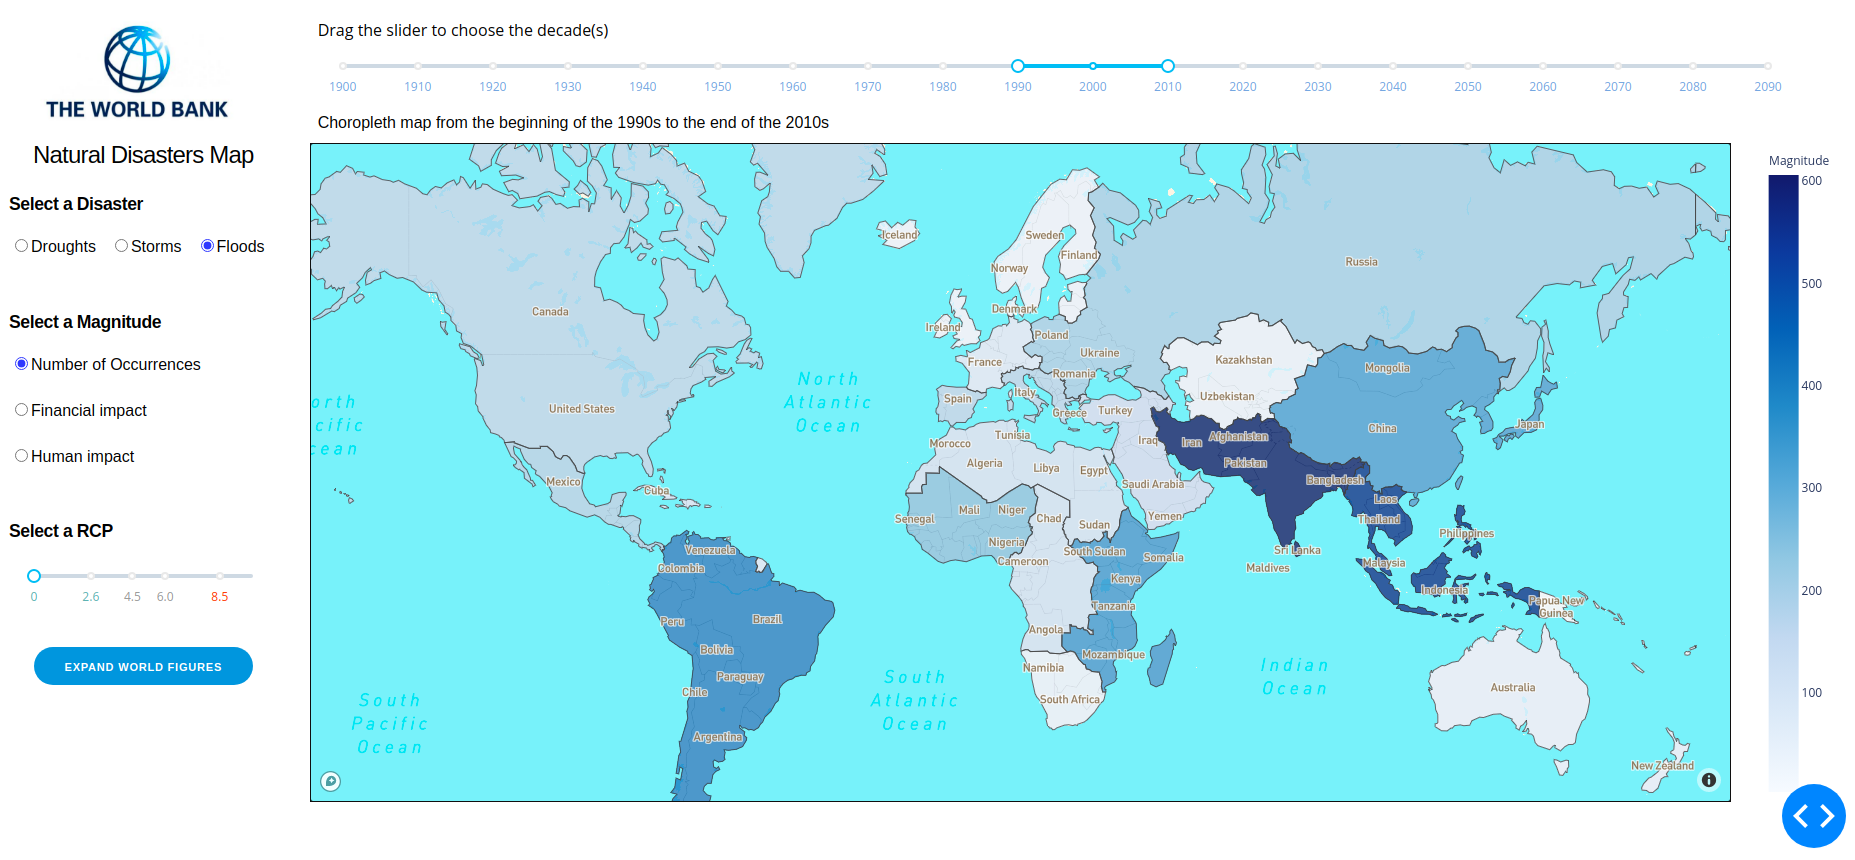 THE WORLD BANK
Natural Disasters Map
Select a Disaster
Droughts Storms Floods
Select a Magnitude
Number of Occurrences
Financial impact
Human impact
Select a RCP
0 2.6 4.5 6.0 8.5
EXPAND WORLD FIGURES
Drag the slider to choose the decade(s)
1900 1910 1920 1930 1940 1950 1960 1970 1980 1990 2000 2010 2020 2030 2040 2050 2060 2070 2080 2090
Choropleth map from the beginning of the 1990s to the end of the 2010s
Iceland
Sweden
Finland
Norway
Russia
Denmark
Canada
Ireland
Poland
Ukraine
France
Kazakhstan
Mongolia
Romania
North
Atlantic
Ocean
Italy
Spain
Uzbekistan
orth
cific
cean
United States
Greece
Turkey
Japan
China
Tunisia
Morocco
Iraq
Iran
Afghanistan
Algeria
Libya
Egypt
Pakistan
Mexico
Cuba
Saudi Arabia
Bangladesh
Laos
Senegal
Mali
Niger
Chad
Sudan
Yemen
Thailand
Philippines
Nigeria
Venezuela
South Sudan
Somalia
Sri Lanka
Cameroon
Colombia
Maldives
Malaysia
Kenya
Indonesia
Tanzania
Papua New
Guinea
Peru
Brazil
Angola
Bolivia
Mozambique
Namibia
Indian
Ocean
Paraguay
Chile
South Africa
Australia
South
Atlantic
Ocean
South
Pacific
Ocean
Argentina
New Zealand
Magnitude
600
500
400
300
200
100